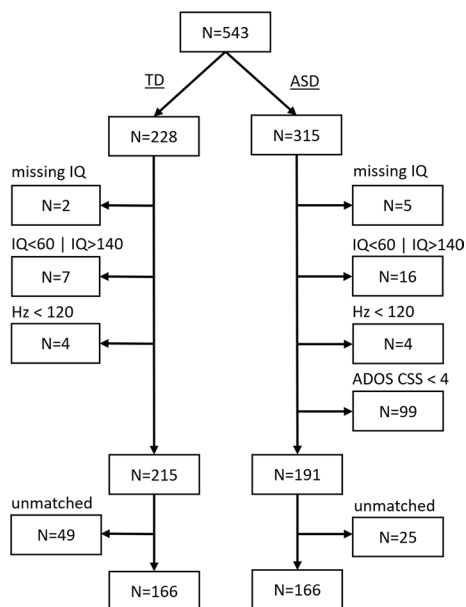 N=543
TD
ASD
N=228
N=315
missing IQ
missing IQ
N=2
N=5
IQ<60 | IQ>140
IQ<60 | IQ>140
N=7
N=16
Hz < 120
Hz < 120
N=4
N=4
ADOS CSS < 4
N=99
N=215
N=191
unmatched
unmatched
N=49
N=25
N=166
N=166